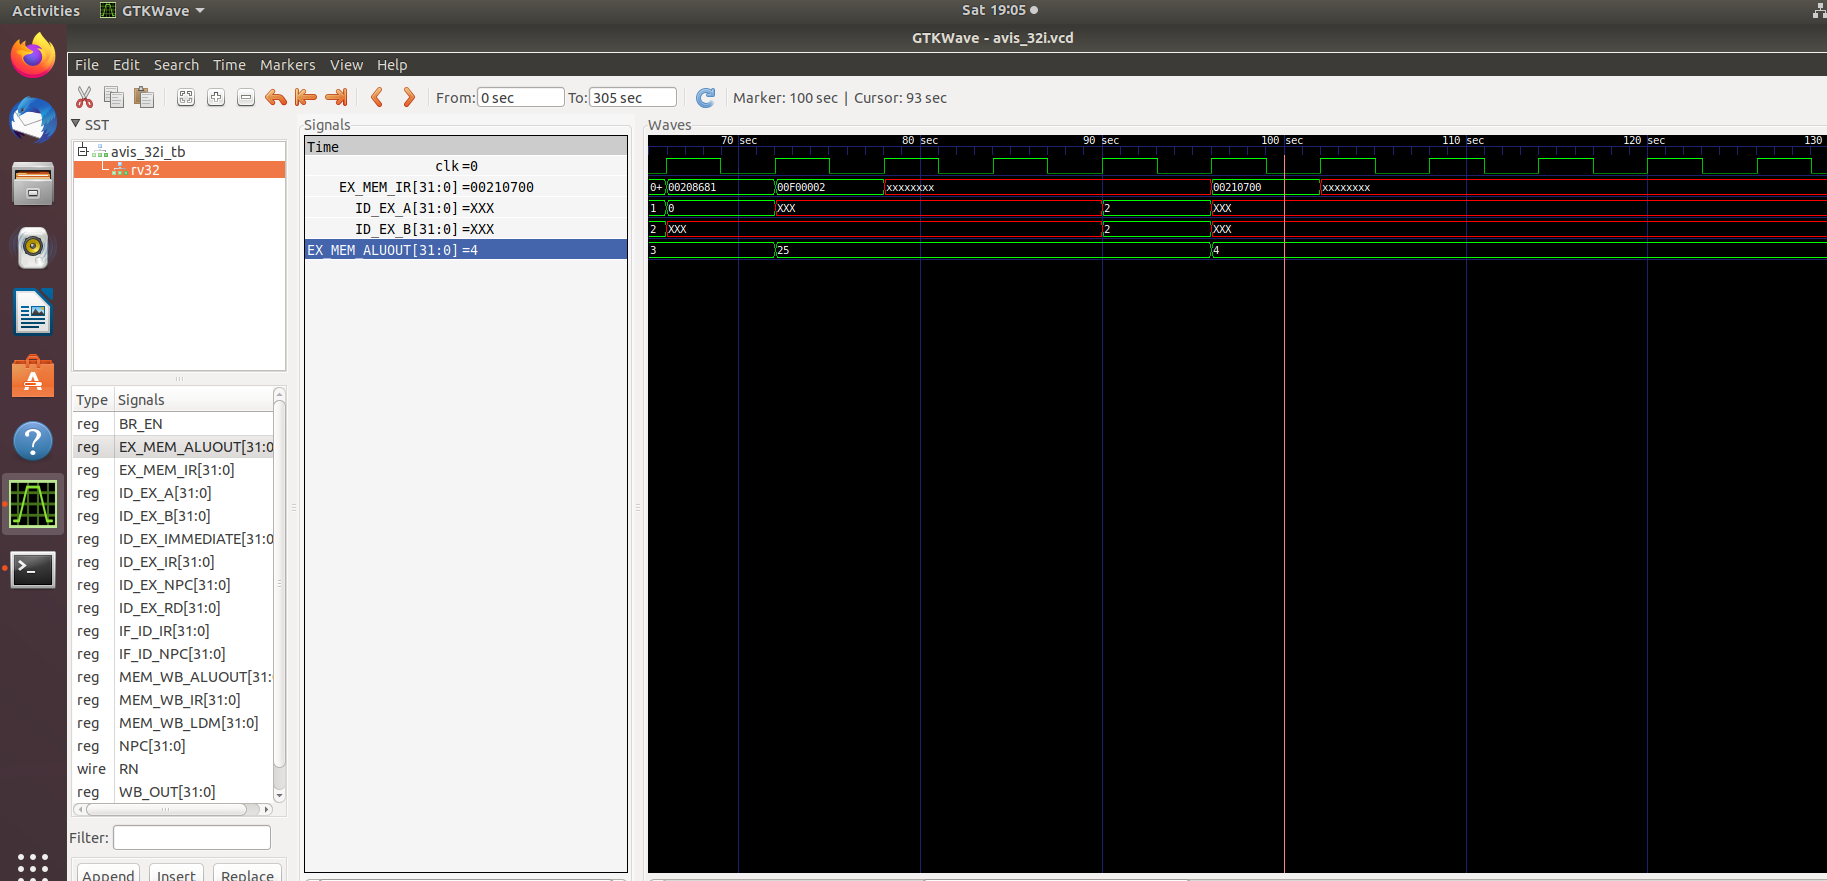 Activities GTKWave Sat 19:05
GTKWave - avis_32i.vcd
File Edit Search Time Markers View Help
From: 0 sec To: 305 sec Marker: 100 sec | Cursor: 93 sec
SST
avis_32i_tb
rv32
Type Signals
reg BR_EN
reg EX_MEM_ALUOUT[31:0
reg EX_MEM_IR[31:0]
reg ID_EX_A[31:0]
reg ID_EX_B[31:0]
reg ID_EX_IMMEDIATE[31:0
reg ID_EX_IR[31:0]
reg ID_EX_NPC[31:0]
reg ID_EX_RD[31:0]
reg IF_ID_IR[31:0]
reg IF_ID_NPC[31:0]
reg MEM_WB_ALUOUT[31:
reg MEM_WB_IR[31:0]
reg MEM_WB_LDM[31:0]
reg NPC[31:0]
wire RN
reg WB_OUT[31:0]
Filter:
Append Insert Replace
Signals
Time
clk =0
EX_MEM_IR[31:0] =00210700
ID_EX_A[31:0] =XXX
ID_EX_B[31:0] =XXX
EX_MEM_ALUOUT[31:0] =4
Waves
70 sec 80 sec 90 sec 100 sec 110 sec 120 sec 130
0+ 00208681 00F00002 xxxxxxxx 00210700 xxxxxxxx
1 0 XXX 2 XXX
2 XXX 2 XXX
3 25 4